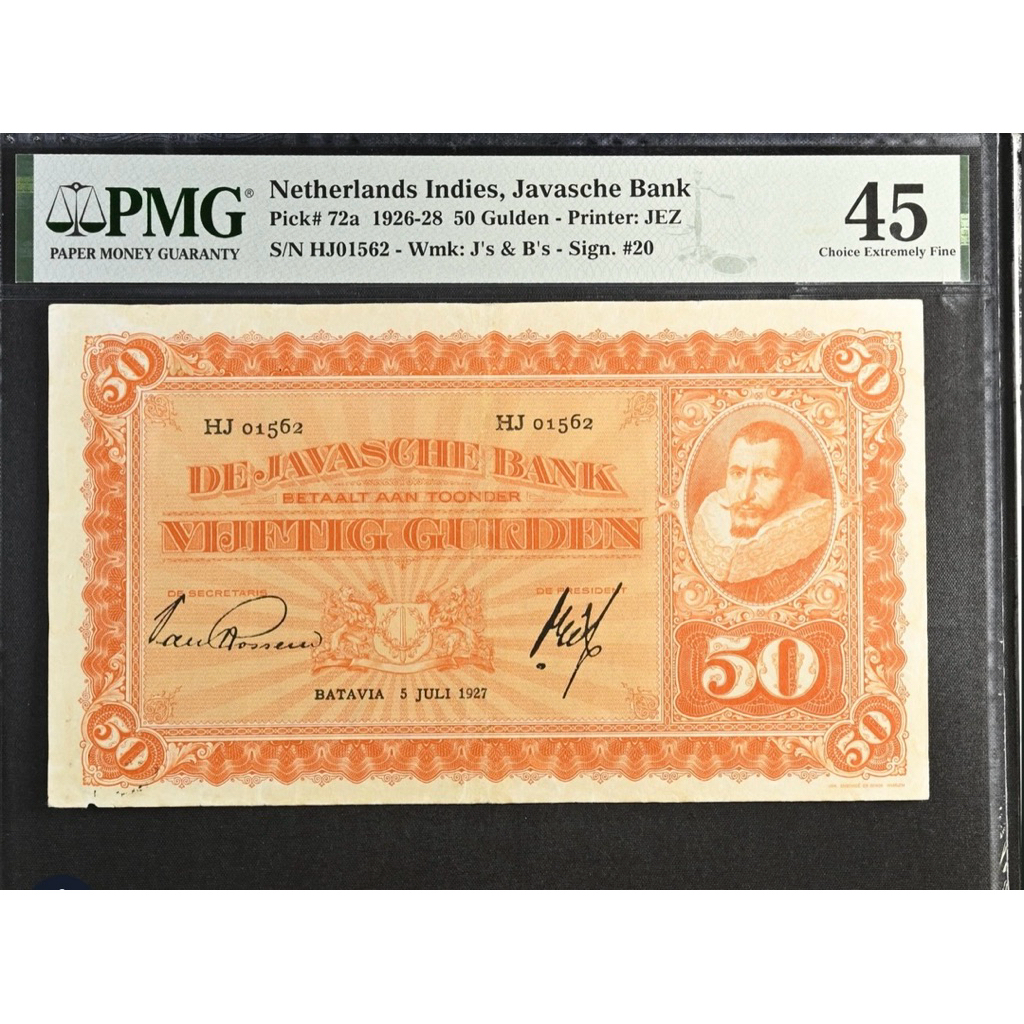 PMG®
PAPER MONEY GUARANTY
Netherlands Indies, Javasche Bank
Pick# 72a 1926-28 50 Gulden - Printer: JEZ
S/N HJ01562 - Wmk: J's & B's - Sign. #20
45
Choice Extremely Fine
50
50
HJ 01562
HJ 01562
DE JAVASCHE BANK
BETAALT AAN TOONDER
VIJFTIG GULDEN
DE SECRETARIS
DE PRESIDENT
van Rossem
BATAVIA 5 JULI 1927
50
50
50